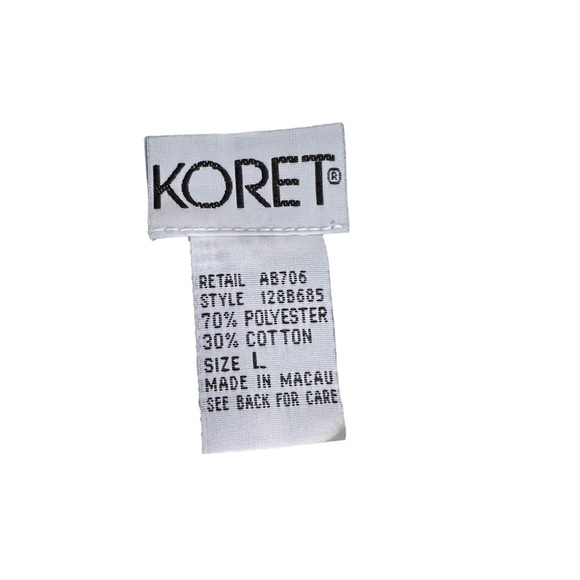 KORET®
RETAIL AB706
STYLE 128B685
70% POLYESTER
30% COTTON
SIZE L
MADE IN MACAU
SEE BACK FOR CARE